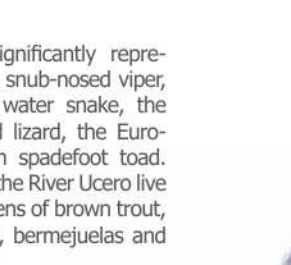 ignificantly repre-
snub-nosed viper,
water snake, the
lizard, the Euro-
spadefoot toad.
the River Ucero live
ens of brown trout,
, bermejuelas and